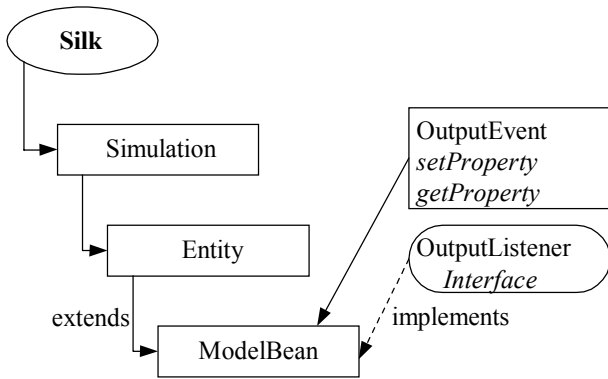 Silk
Simulation
OutputEvent
setProperty
getProperty
Entity
OutputListener
Interface
extends
implements
ModelBean